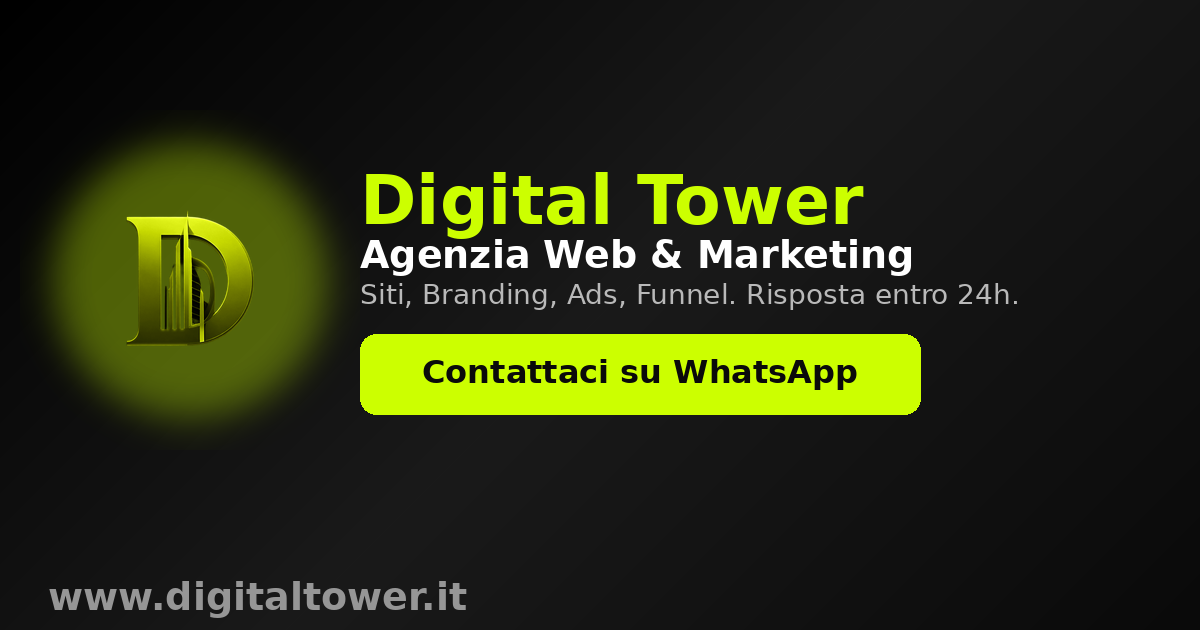 Digital Tower
Agenzia Web & Marketing
Siti, Branding, Ads, Funnel. Risposta entro 24h.
Contattaci su WhatsApp
www.digitaltower.it